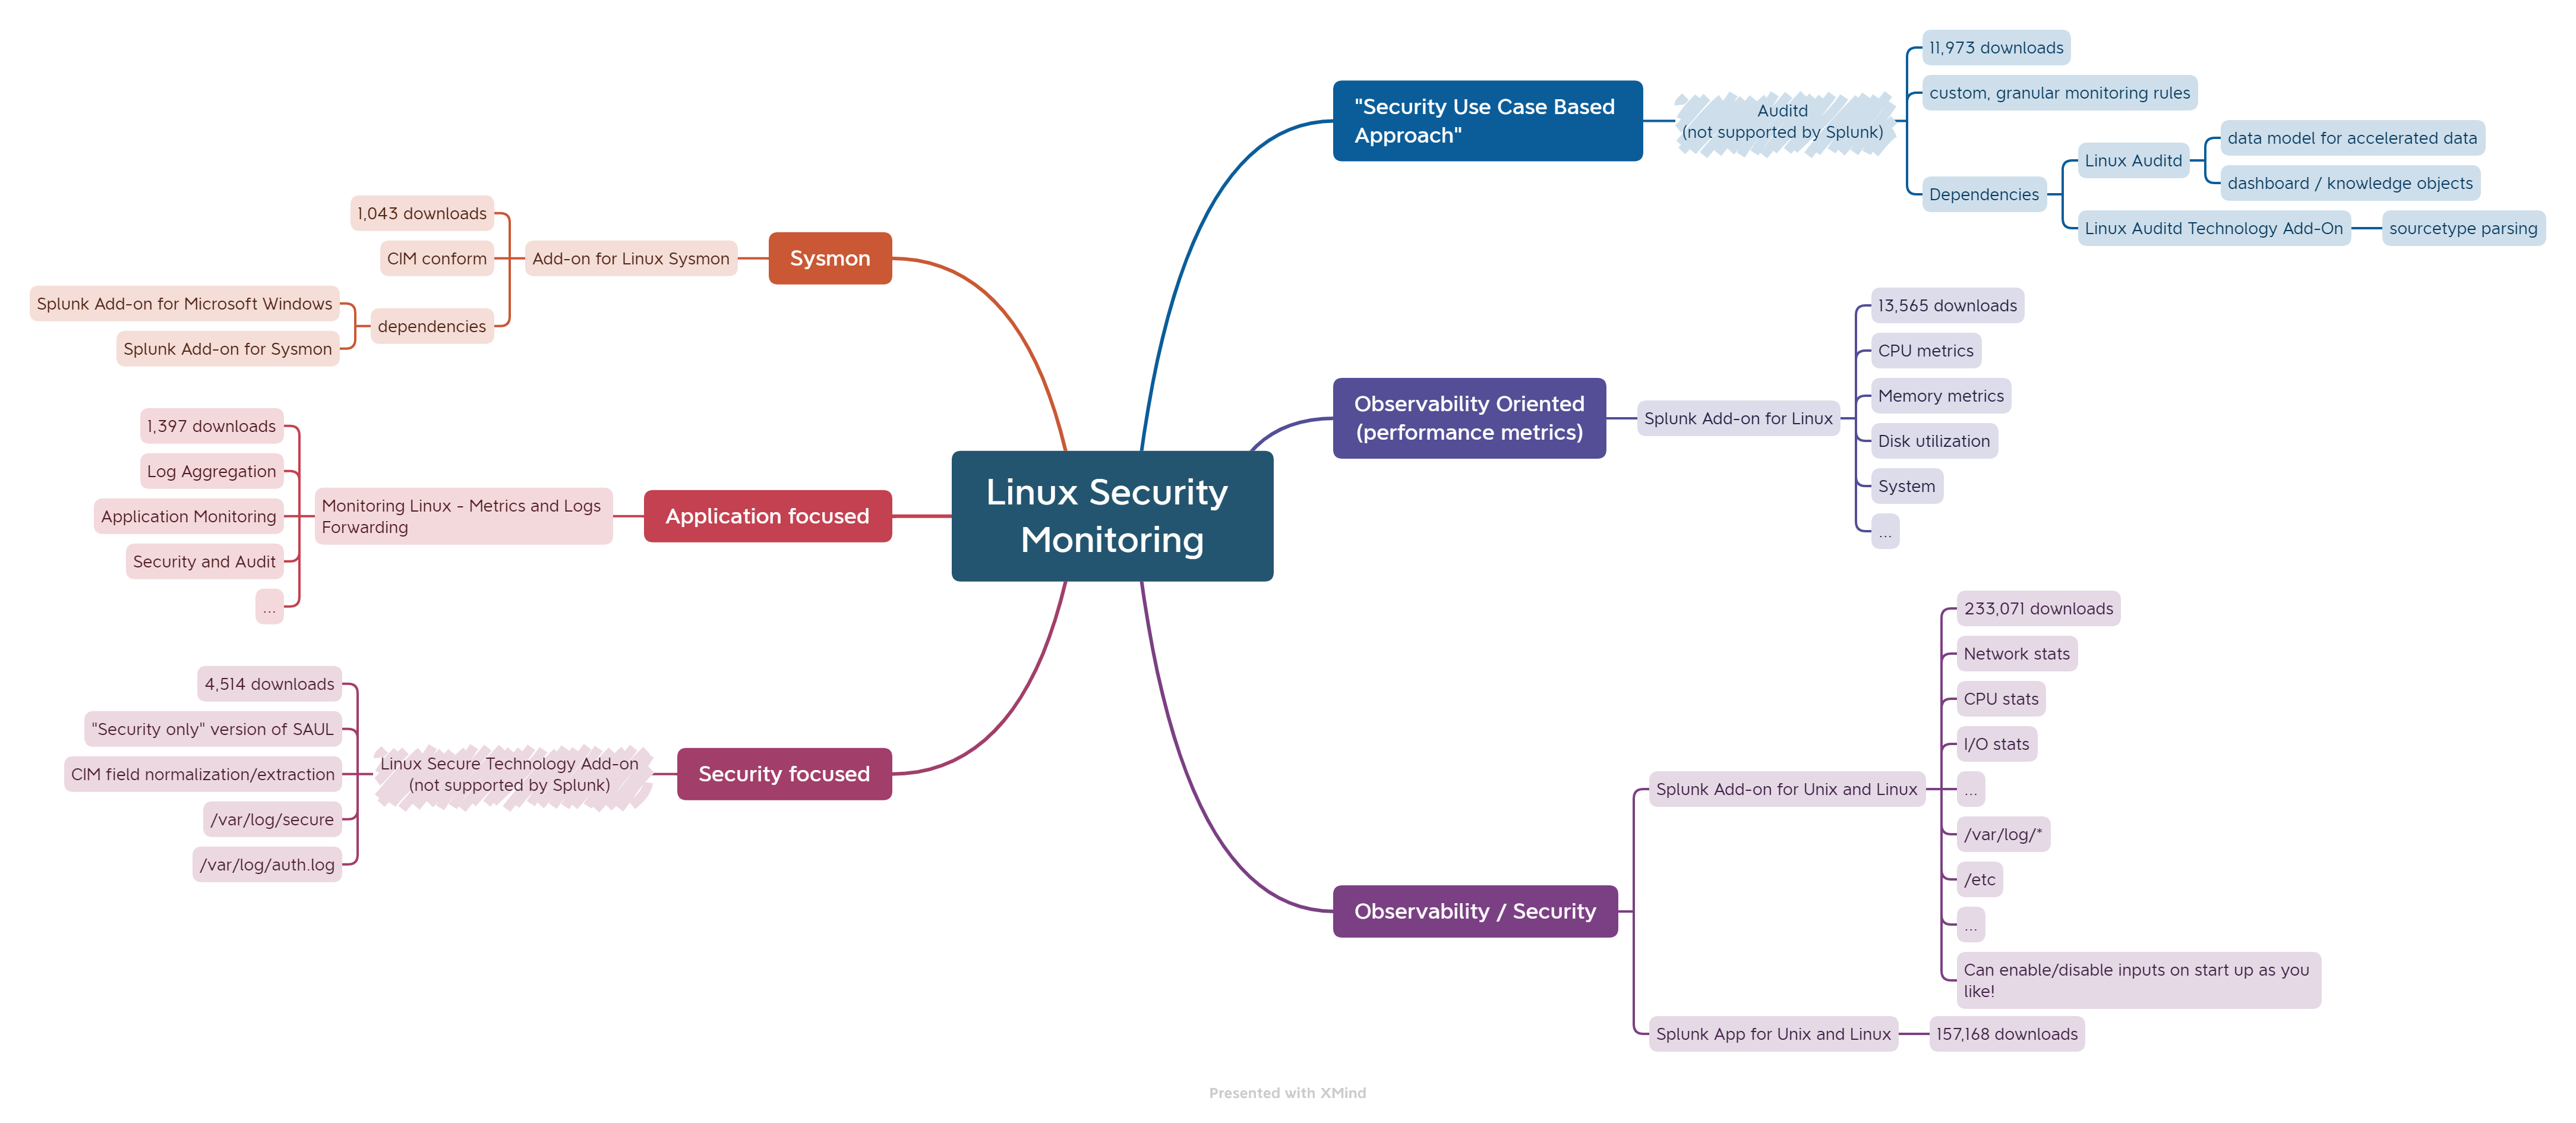 Linux Security
Monitoring
"Security Use Case Based
Approach"
Auditd
(not supported by Splunk)
11,973 downloads
custom, granular monitoring rules
Dependencies
Linux Auditd
data model for accelerated data
dashboard / knowledge objects
Linux Auditd Technology Add-On
sourcetype parsing
Observability Oriented
(performance metrics)
Splunk Add-on for Linux
13,565 downloads
CPU metrics
Memory metrics
Disk utilization
System
...
Observability / Security
Splunk Add-on for Unix and Linux
233,071 downloads
Network stats
CPU stats
I/O stats
...
/var/log/*
/etc
...
Can enable/disable inputs on start up as you
like!
Splunk App for Unix and Linux
157,168 downloads
Sysmon
Add-on for Linux Sysmon
1,043 downloads
CIM conform
dependencies
Splunk Add-on for Microsoft Windows
Splunk Add-on for Sysmon
Application focused
Monitoring Linux - Metrics and Logs
Forwarding
1,397 downloads
Log Aggregation
Application Monitoring
Security and Audit
...
Security focused
Linux Secure Technology Add-on
(not supported by Splunk)
4,514 downloads
"Security only" version of SAUL
CIM field normalization/extraction
/var/log/secure
/var/log/auth.log
Presented with XMind